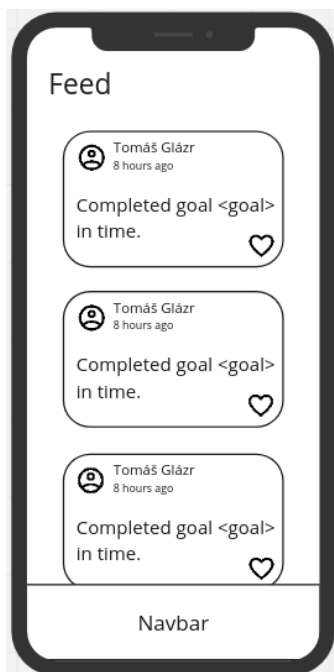 Feed
Tomáš Glázr
8 hours ago
Completed goal <goal>
in time.
Tomáš Glázr
8 hours ago
Completed goal <goal>
in time.
Tomáš Glázr
8 hours ago
Completed goal <goal>
in time.
Navbar